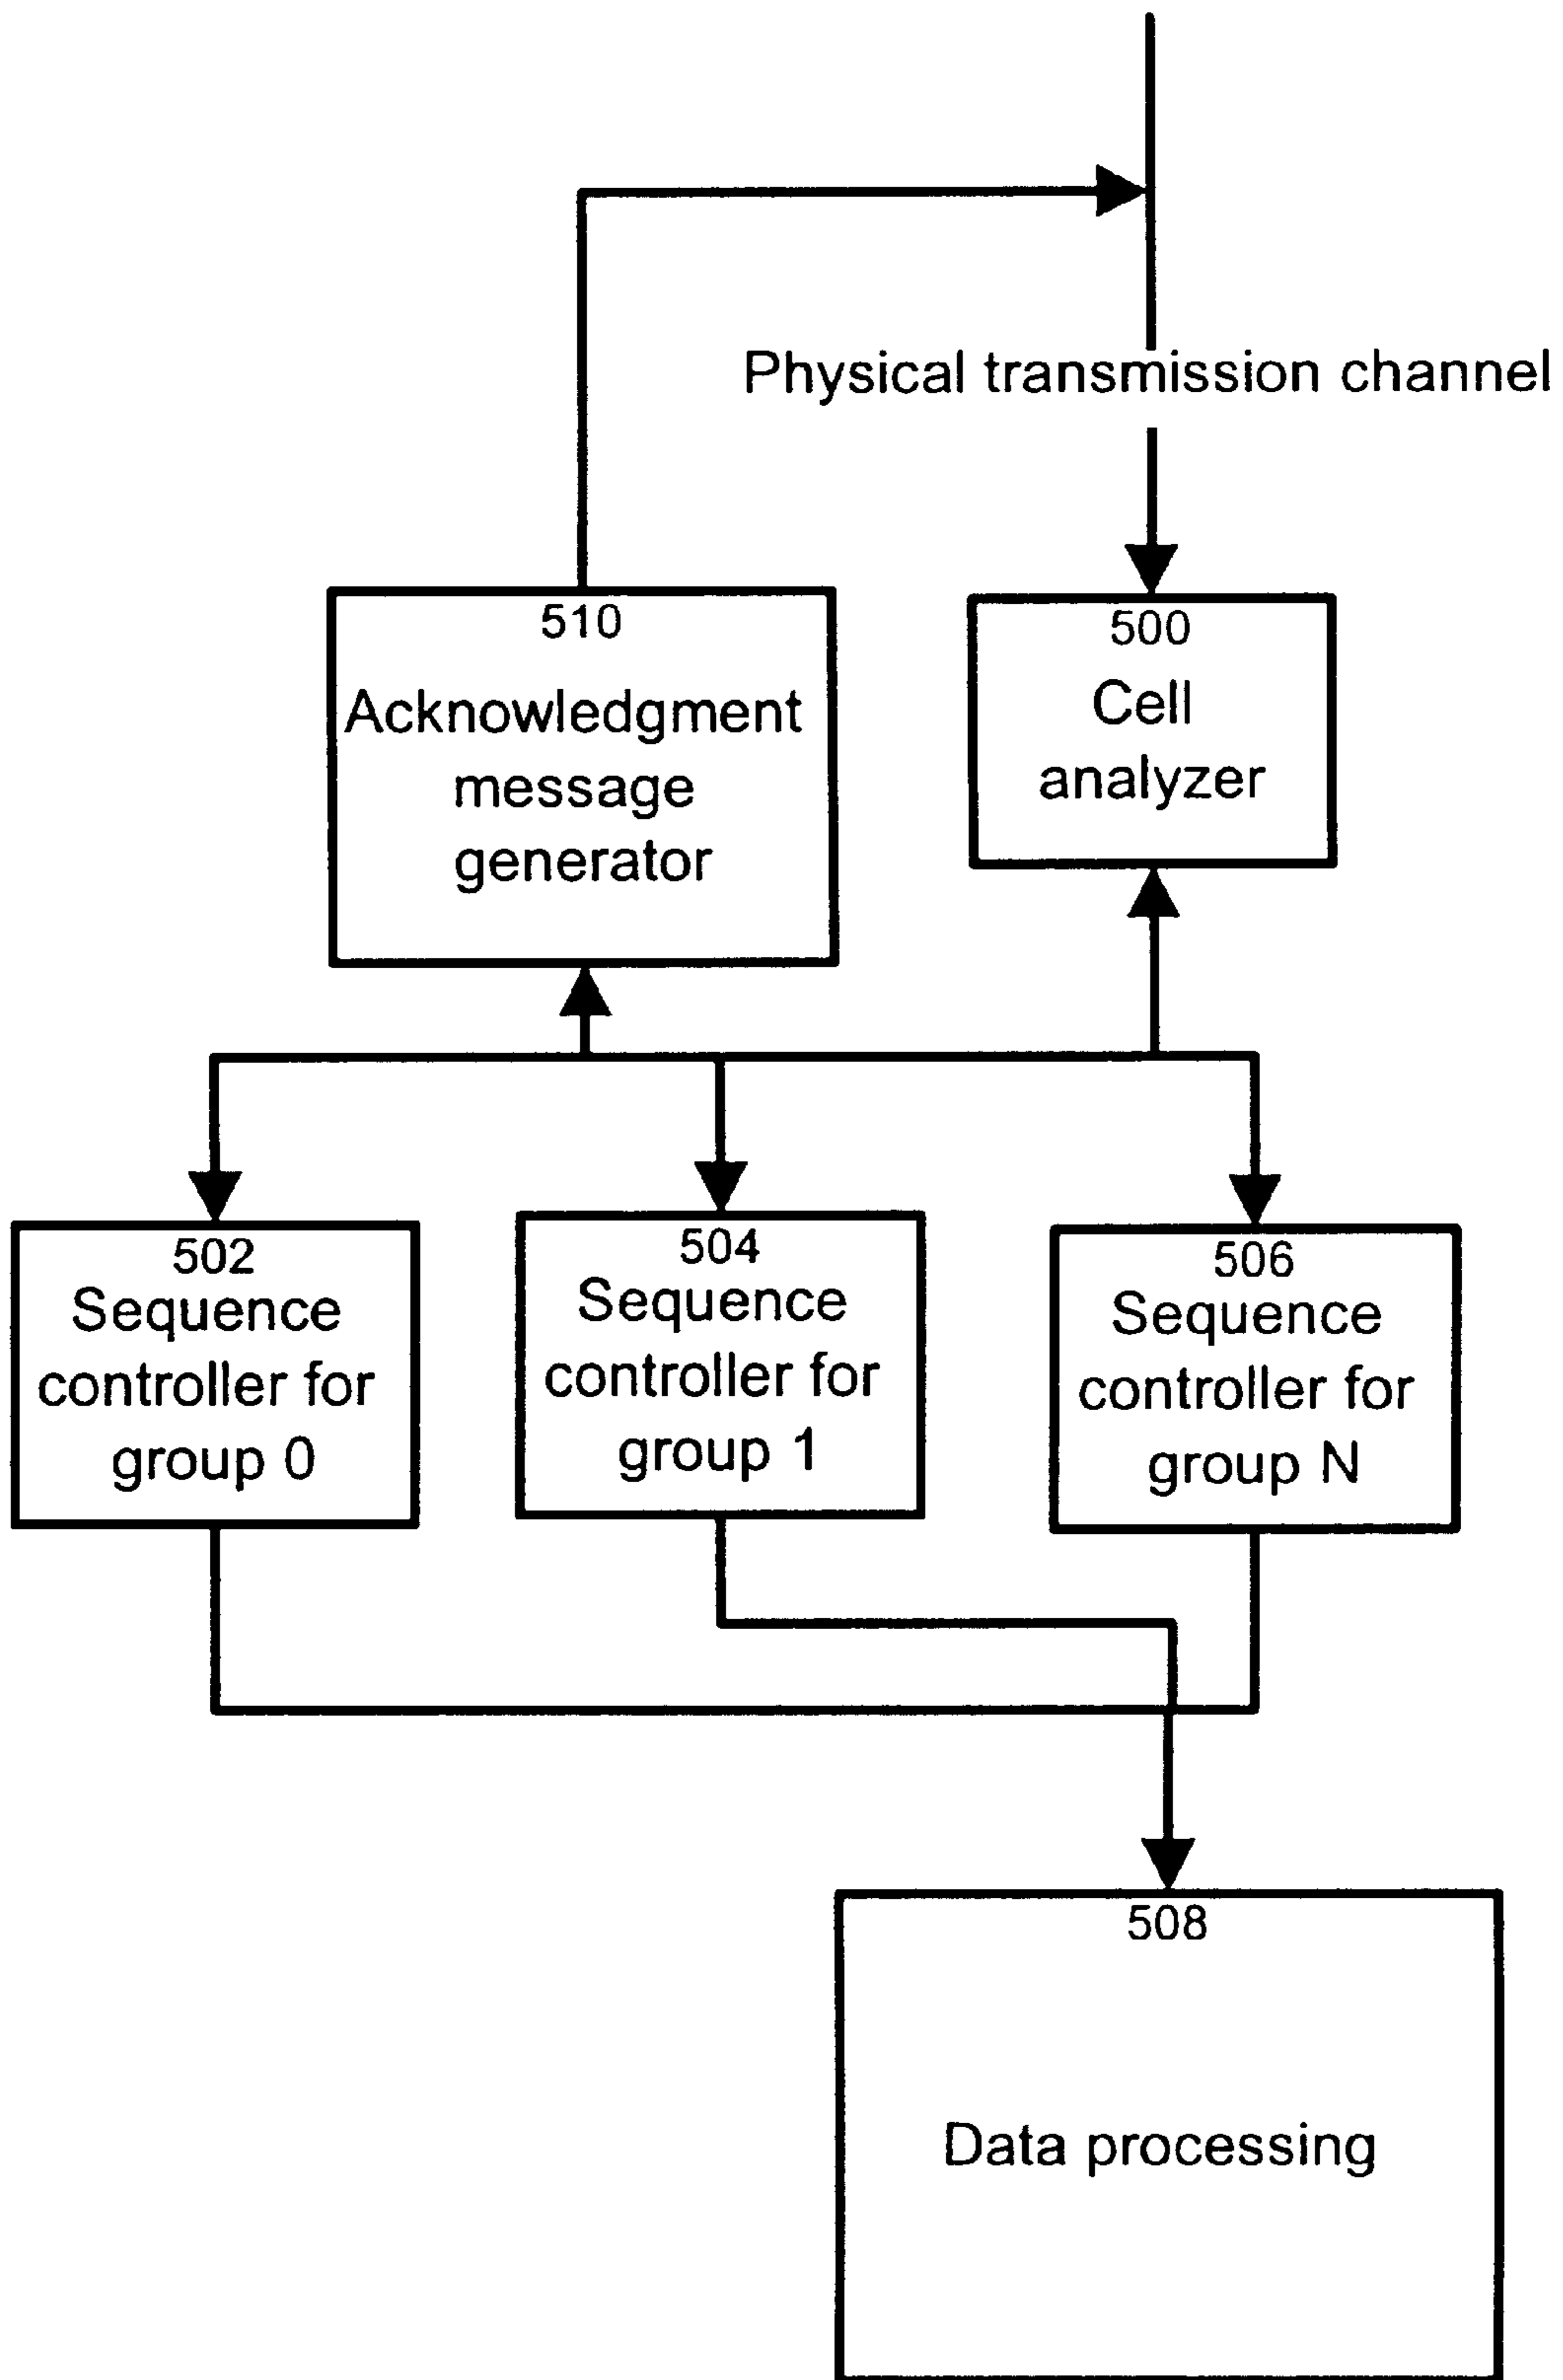 Physical transmission channel
510
Acknowledgment
message
generator
500
Cell
analyzer
502
Sequence
controller for
group 0
504
Sequence
controller for
group 1
506
Sequence
controller for
group N
508
Data processing